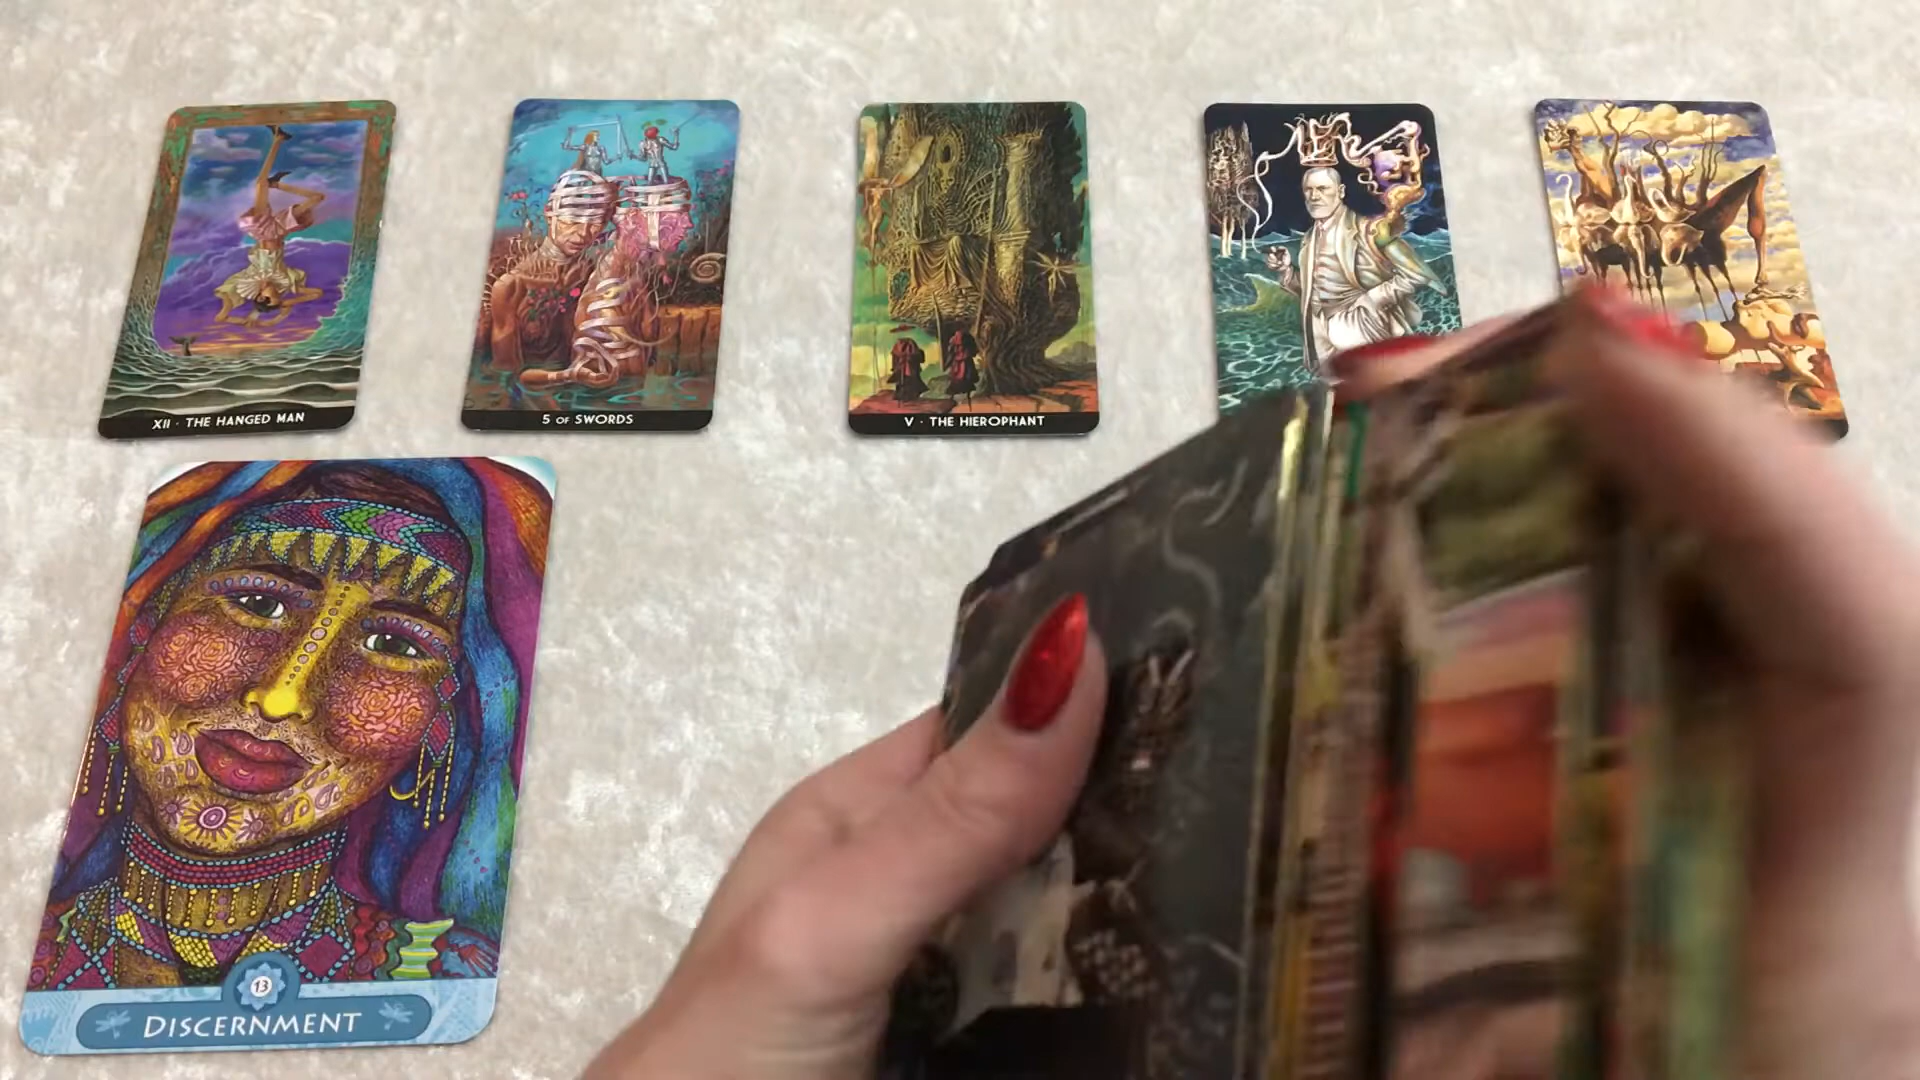 XII · THE HANGED MAN
5 OF SWORDS
V · THE HIEROPHANT
13
DISCERNMENT